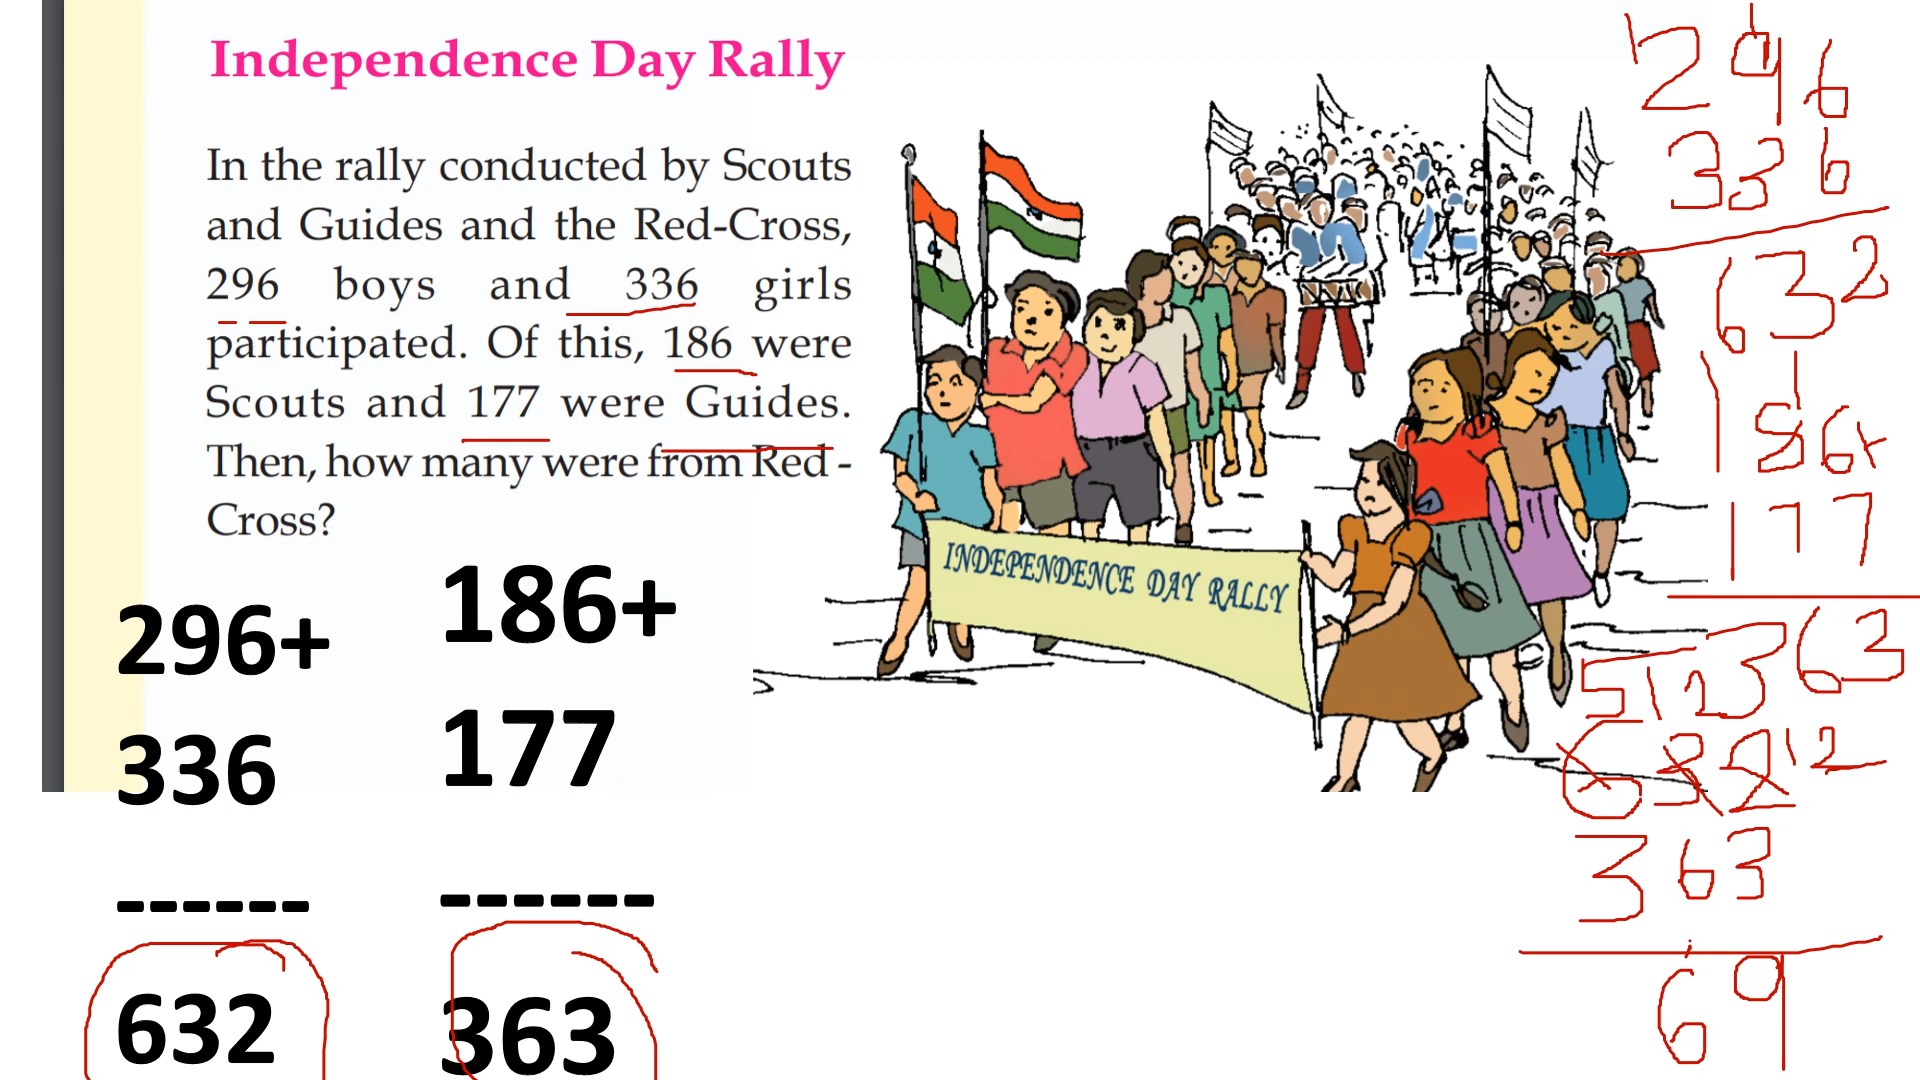 Independence Day Rally
In the rally conducted by Scouts
and Guides and the Red-Cross,
296 boys and 336 girls
participated. Of this, 186 were
Scouts and 177 were Guides.
Then, how many were from Red -
Cross?
296+
336
------
632
186+
177
------
363
INDEPENDENCE DAY RALLY
296
336
632
186+
177
363
512
632 12
363
69